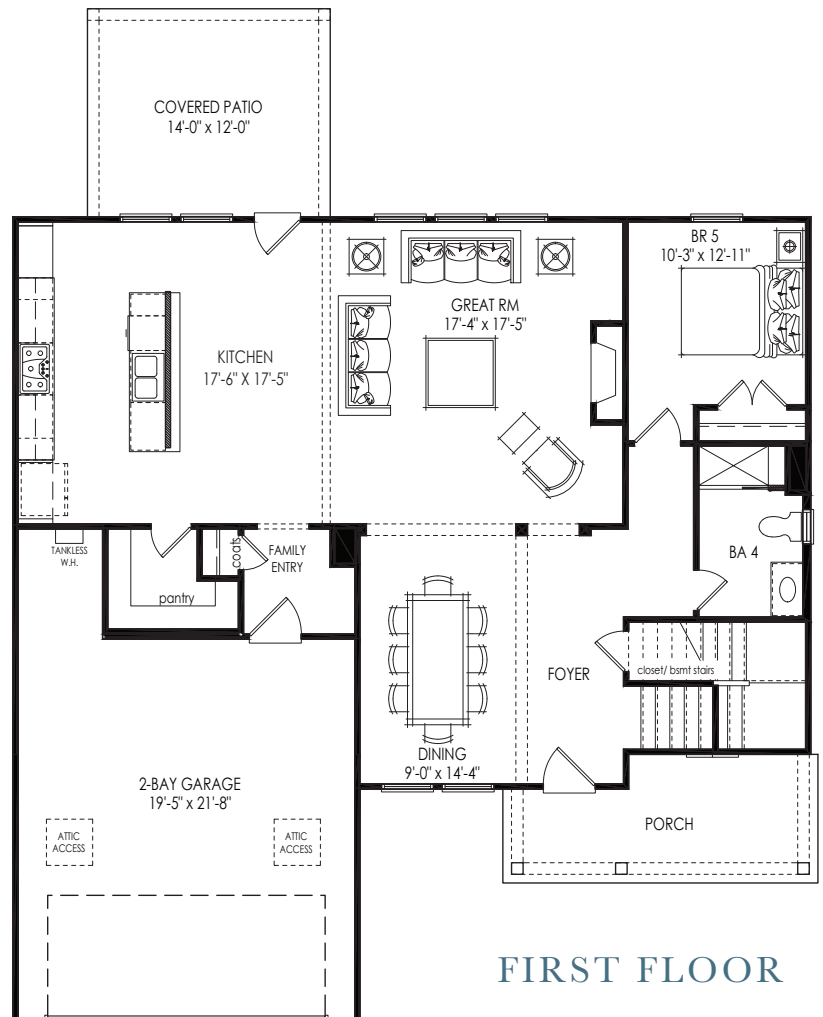 COVERED PATIO
14'-0" x 12'-0"
BR 5
10'-3" x 12'-11"
GREAT RM
17'-4" x 17'-5"
KITCHEN
17'-6" X 17'-5"
TANKLESS
W.H.
coats
FAMILY
ENTRY
BA 4
pantry
FOYER
closet/ bsmt stairs
DINING
9'-0" x 14'-4"
2-BAY GARAGE
19'-5" x 21'-8"
PORCH
ATTIC
ACCESS
ATTIC
ACCESS
FIRST FLOOR